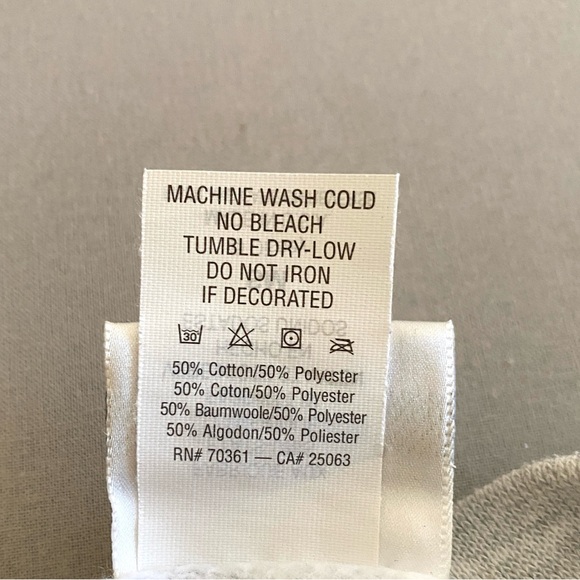 MACHINE WASH COLD
NO BLEACH
TUMBLE DRY-LOW
DO NOT IRON
IF DECORATED
30
50% Cotton/50% Polyester
50% Coton/50% Polyester
50% Baumwoole/50% Polyester
50% Algodon/50% Poliester
RN# 70361 — CA# 25063